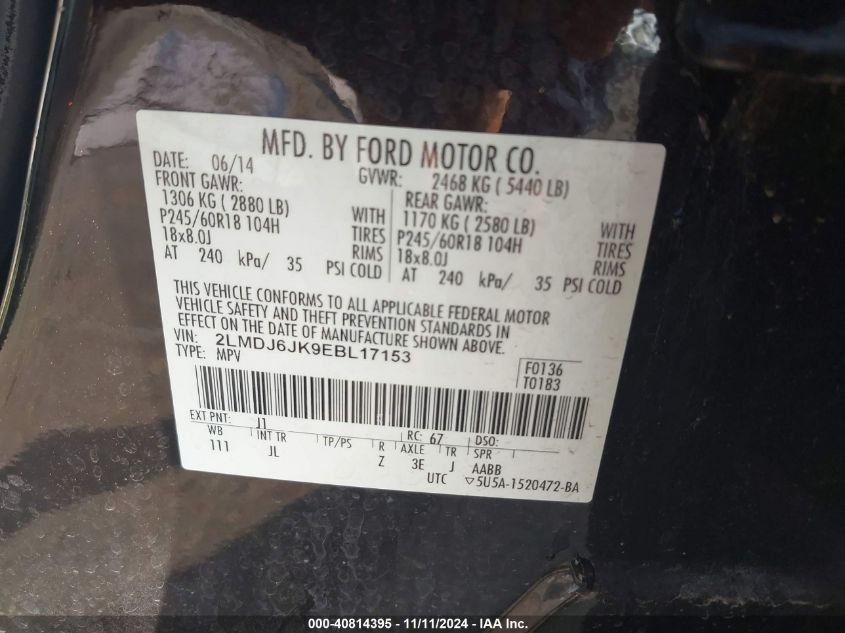 MFD. BY FORD MOTOR CO.
DATE: 06/14 GVWR: 2468 KG ( 5440 LB)
FRONT GAWR: REAR GAWR:
1306 KG ( 2880 LB) WITH 1170 KG ( 2580 LB) WITH
P245/60R18 104H TIRES P245/60R18 104H TIRES
18x8.0J RIMS 18x8.0J RIMS
AT 240 kPa/ 35 PSI COLD AT 240 kPa/ 35 PSI COLD
THIS VEHICLE CONFORMS TO ALL APPLICABLE FEDERAL MOTOR
VEHICLE SAFETY AND THEFT PREVENTION STANDARDS IN
EFFECT ON THE DATE OF MANUFACTURE SHOWN ABOVE.
VIN: 2LMDJ6JK9EBL17153
TYPE: MPV F0136
T0183
EXT PNT: J1 RC: 67 DSO:
WB INT TR TP/PS R AXLE TR SPR
111 JL Z 3E J AABB
UTC ▽5U5A-1520472-BA
000-40814395 - 11/11/2024 - IAA Inc.